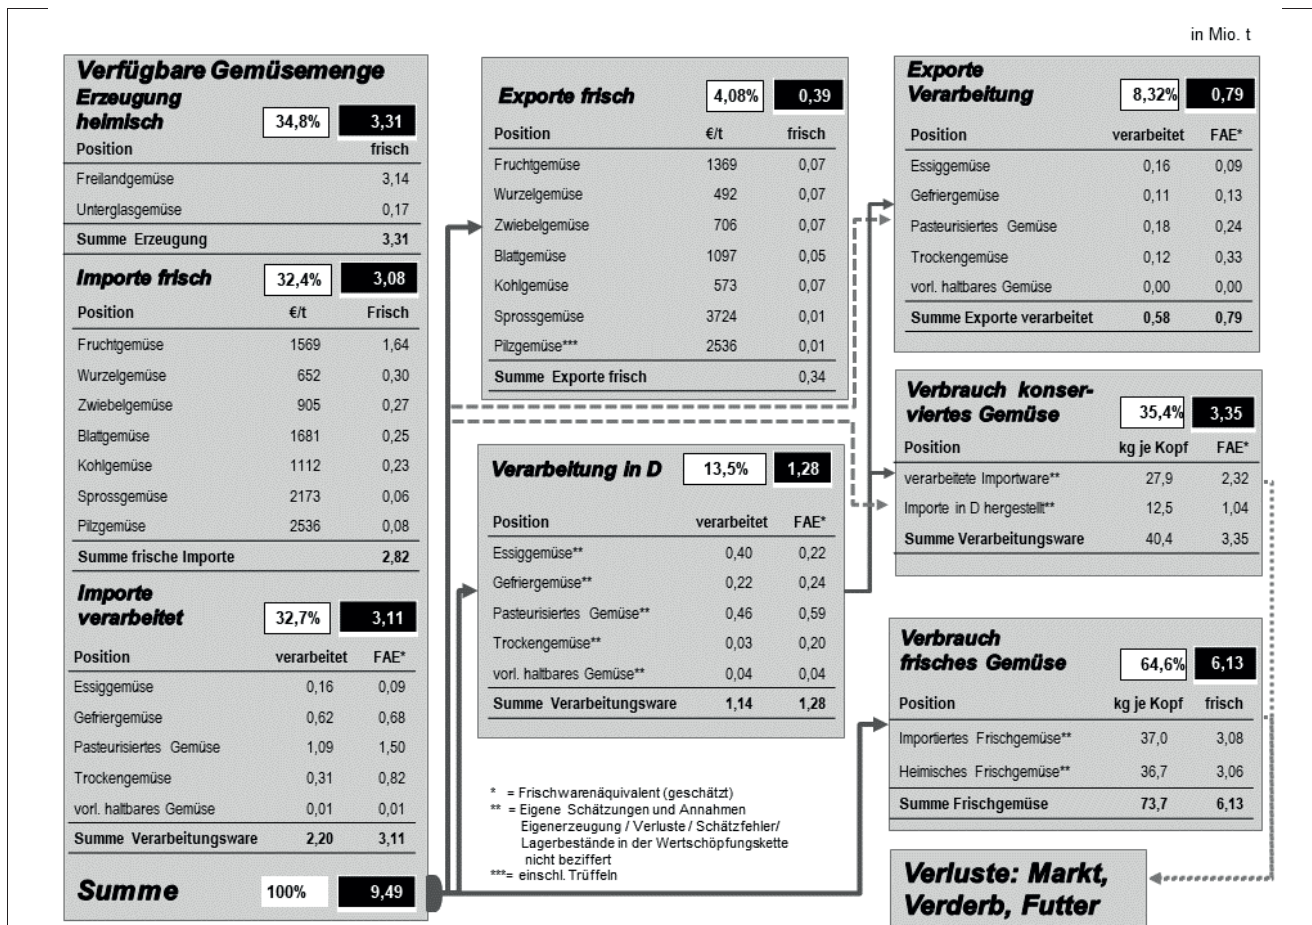 in Mio. t
Verfügbare Gemüsemenge
Erzeugung
heimisch 34,8% 3,31
Position frisch
Freilandgemüse 3,14
Unterglasgemüse 0,17
Summe Erzeugung 3,31
Importe frisch 32,4% 3,08
Position €/t Frisch
Fruchtgemüse 1569 1,64
Wurzelgemüse 652 0,30
Zwiebelgemüse 905 0,27
Blattgemüse 1681 0,25
Kohlgemüse 1112 0,23
Sprossgemüse 2173 0,06
Pilzgemüse 2536 0,08
Summe frische Importe 2,82
Importe
verarbeitet 32,7% 3,11
Position verarbeitet FAE*
Essiggemüse 0,16 0,09
Gefriergemüse 0,62 0,68
Pasteurisiertes Gemüse 1,09 1,50
Trockengemüse 0,31 0,82
vorl. haltbares Gemüse 0,01 0,01
Summe Verarbeitungsware 2,20 3,11
Summe 100% 9,49
Exporte frisch 4,08% 0,39
Position €/t frisch
Fruchtgemüse 1369 0,07
Wurzelgemüse 492 0,07
Zwiebelgemüse 706 0,07
Blattgemüse 1097 0,05
Kohlgemüse 573 0,07
Sprossgemüse 3724 0,01
Pilzgemüse*** 2536 0,01
Summe Exporte frisch 0,34
Verarbeitung in D 13,5% 1,28
Position verarbeitet FAE*
Essiggemüse** 0,40 0,22
Gefriergemüse** 0,22 0,24
Pasteurisiertes Gemüse** 0,46 0,59
Trockengemüse** 0,03 0,20
vorl. haltbares Gemüse** 0,04 0,04
Summe Verarbeitungsware 1,14 1,28
* = Frischwarenäquivalent (geschätzt)
** = Eigene Schätzungen und Annahmen
Eigenerzeugung / Verluste / Schätzfehler/
Lagerbestände in der Wertschöpfungskette
nicht beziffert
***= einschl. Trüffeln
Exporte
Verarbeitung 8,32% 0,79
Position verarbeitet FAE*
Essiggemüse 0,16 0,09
Gefriergemüse 0,11 0,13
Pasteurisiertes Gemüse 0,18 0,24
Trockengemüse 0,12 0,33
vorl. haltbares Gemüse 0,00 0,00
Summe Exporte verarbeitet 0,58 0,79
Verbrauch konser-
viertes Gemüse 35,4% 3,35
Position kg je Kopf FAE*
verarbeitete Importware** 27,9 2,32
Importe in D hergestellt** 12,5 1,04
Summe Verarbeitungsware 40,4 3,35
Verbrauch
frisches Gemüse 64,6% 6,13
Position kg je Kopf frisch
Importiertes Frischgemüse** 37,0 3,08
Heimisches Frischgemüse** 36,7 3,06
Summe Frischgemüse 73,7 6,13
Verluste: Markt,
Verderb, Futter